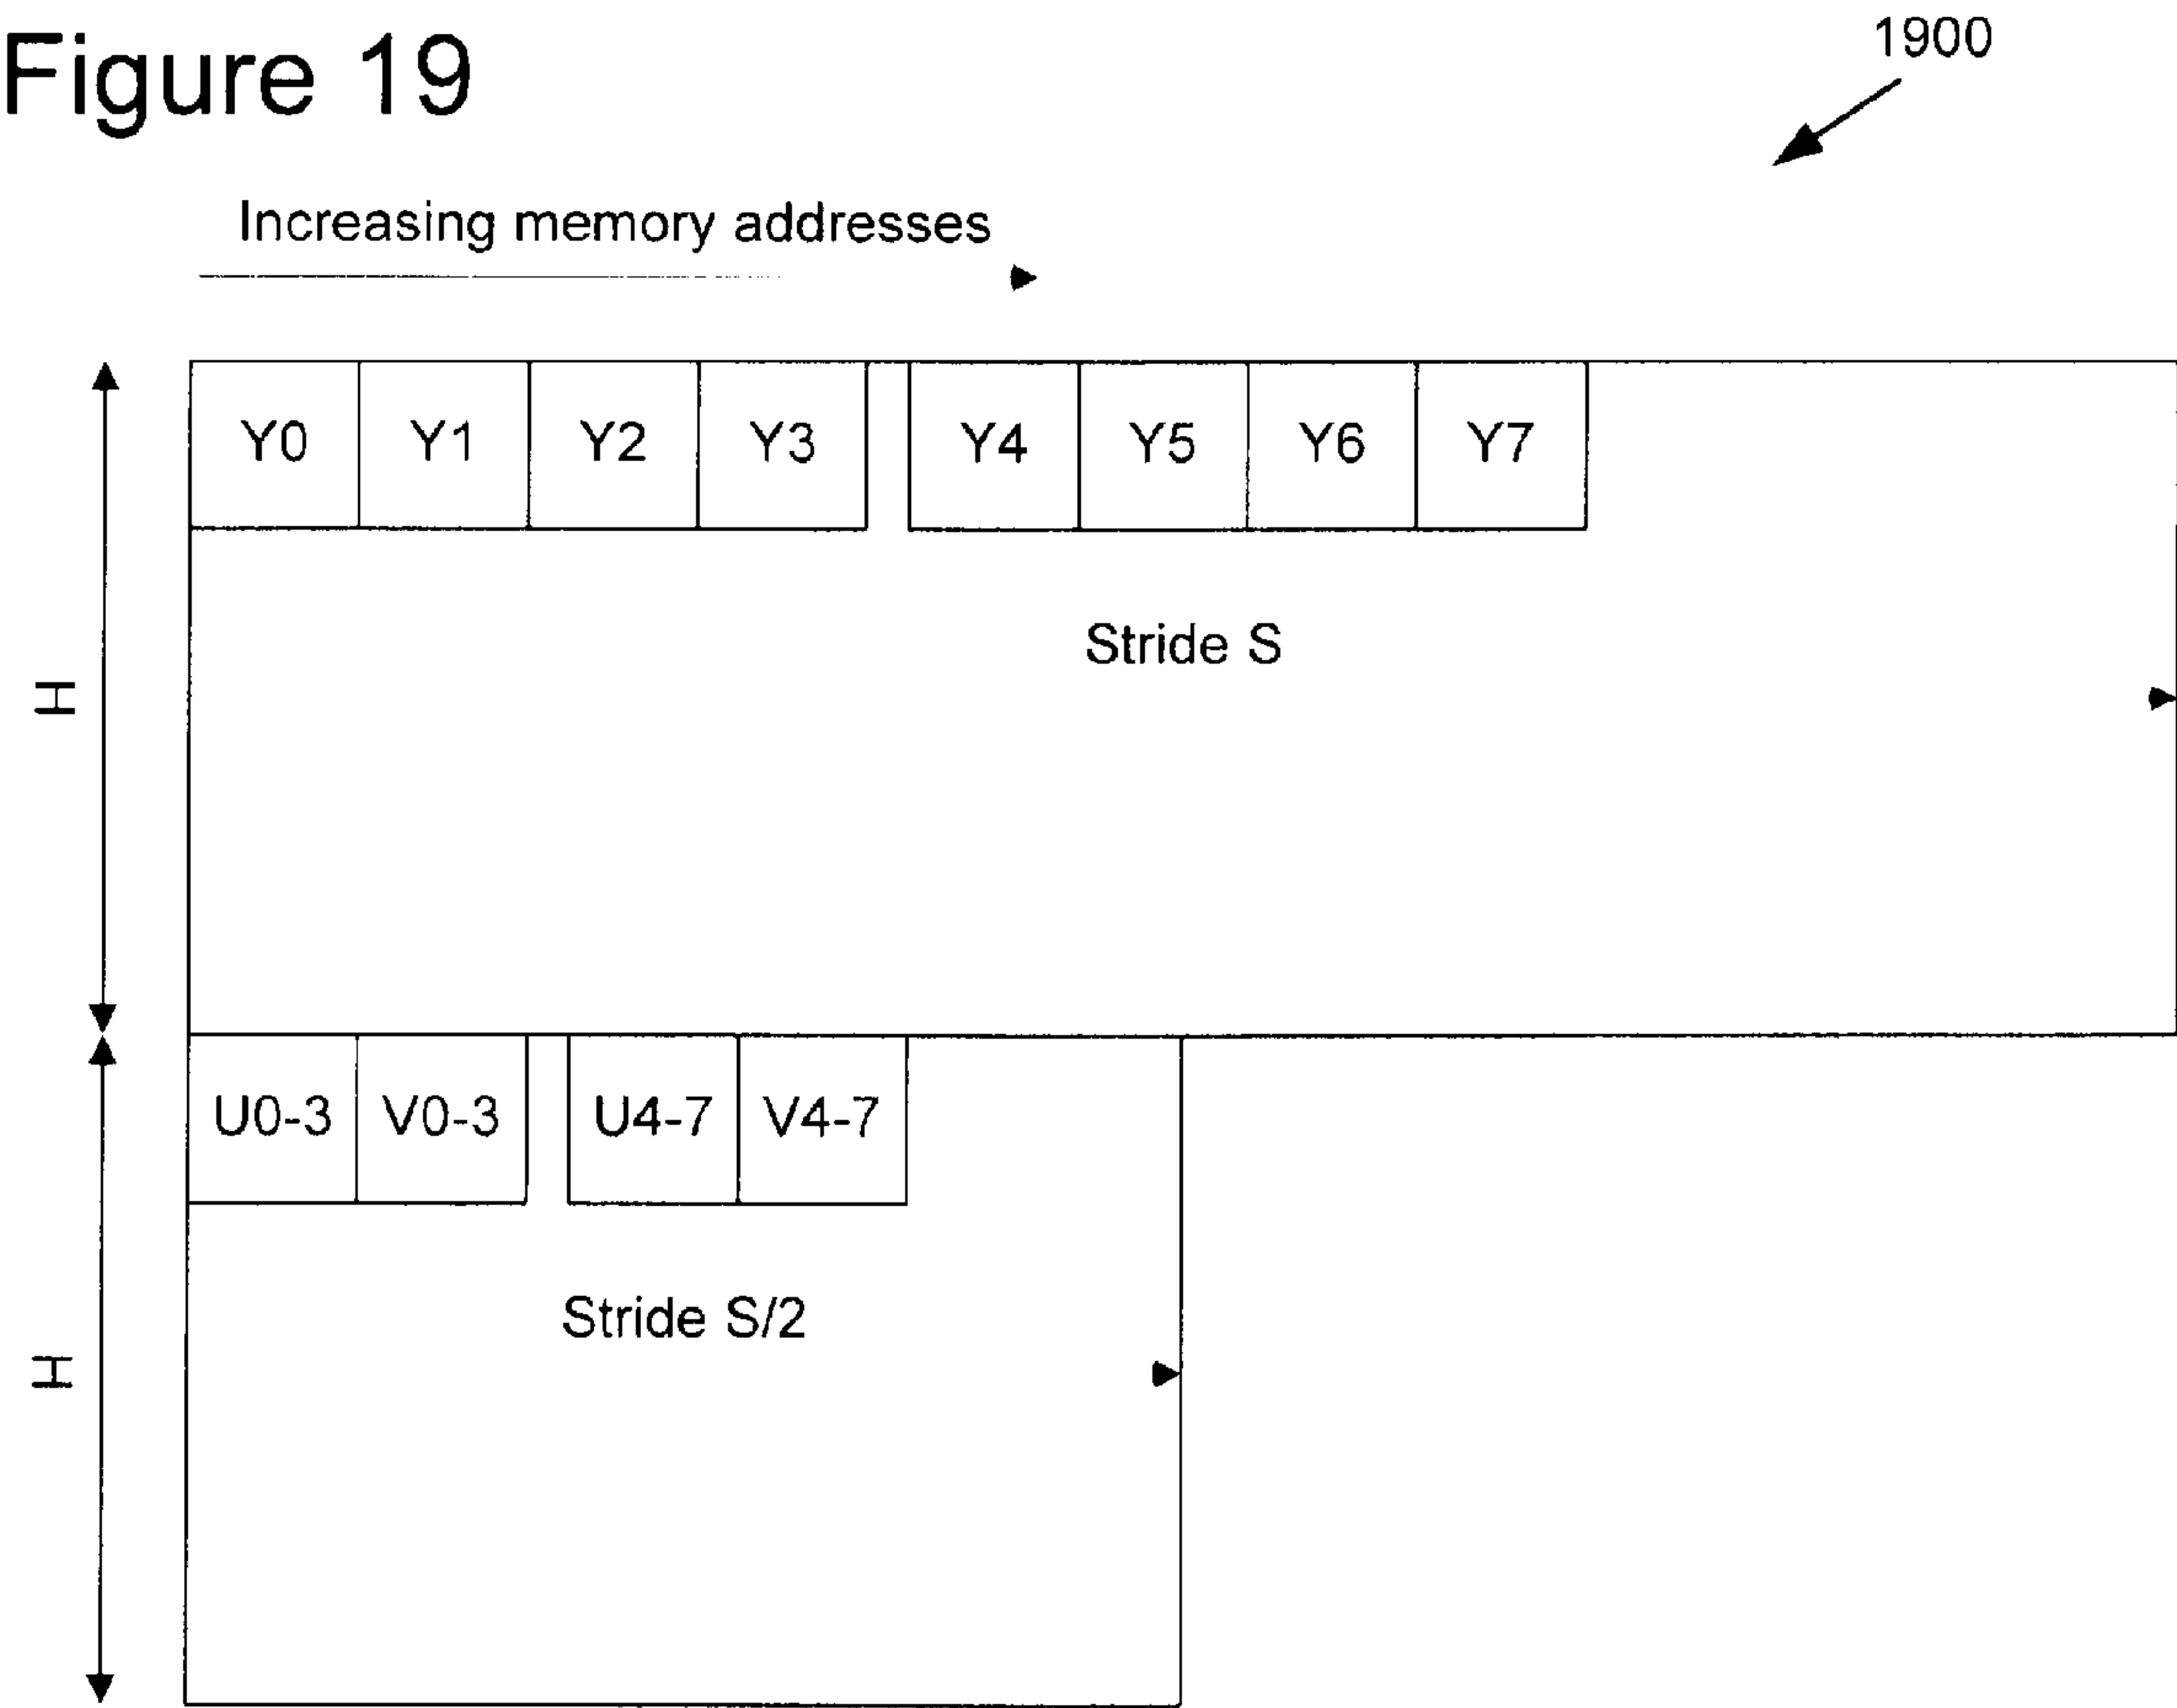 Figure 19
1900
Increasing memory addresses
Y0 Y1 Y2 Y3 Y4 Y5 Y6 Y7
Stride S
H
U0-3 V0-3 U4-7 V4-7
Stride S/2
H